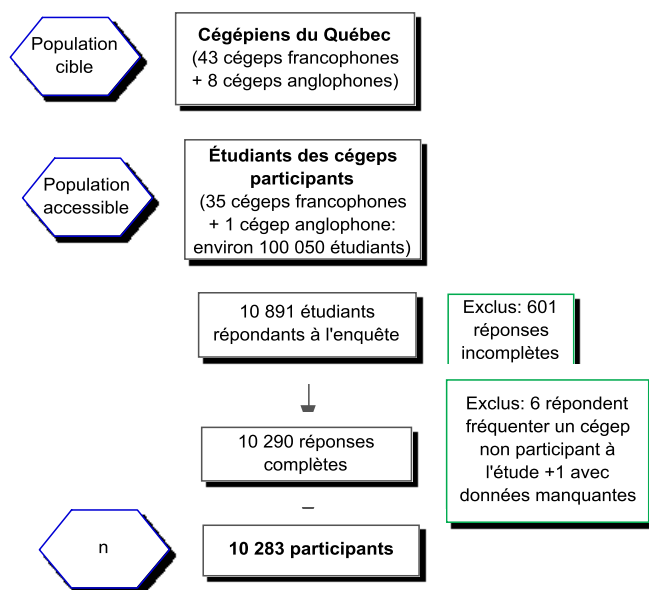 Population
cible
Cégépiens du Québec
(43 cégeps francophones
+ 8 cégeps anglophones)
Population
accessible
Étudiants des cégeps
participants
(35 cégeps francophones
+ 1 cégep anglophone:
environ 100 050 étudiants)
10 891 étudiants
répondants à l'enquête
Exclus: 601
réponses
incomplètes
Exclus: 6 répondent
fréquenter un cégep
non participant à
l'étude +1 avec
données manquantes
10 290 réponses
complètes
n
10 283 participants